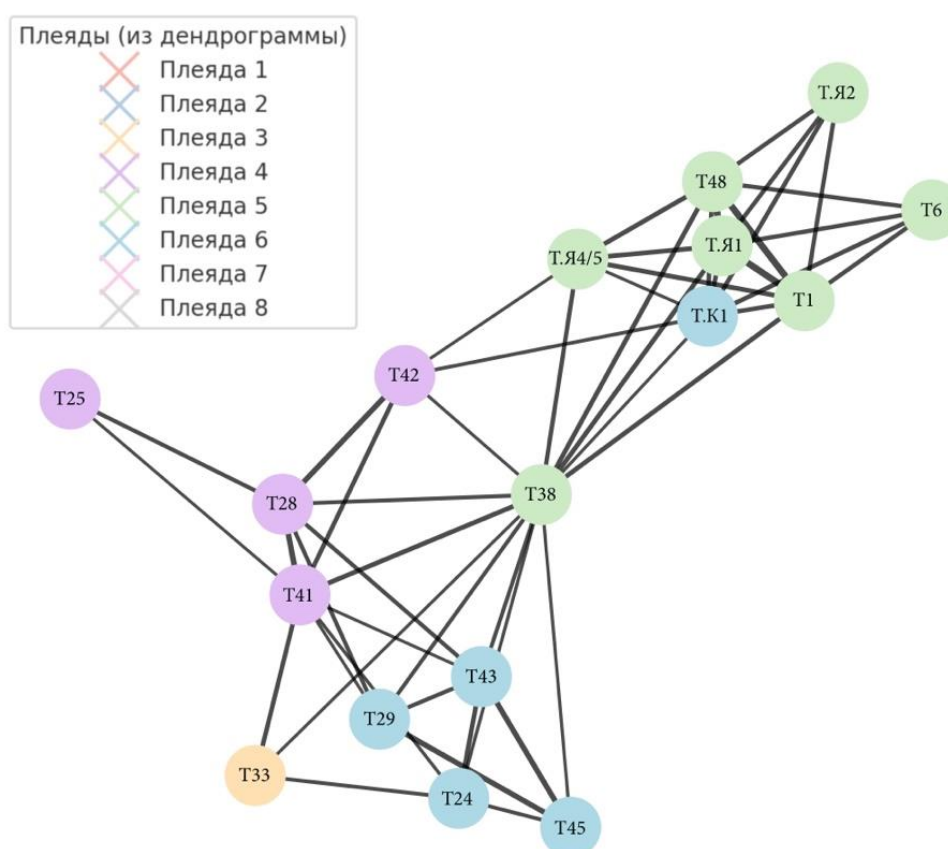 Плеяды (из дендрограммы)
Плеяда 1
Плеяда 2
Плеяда 3
Плеяда 4
Плеяда 5
Плеяда 6
Плеяда 7
Плеяда 8
Т.Я2
Т48
Т6
Т.Я1
Т.Я4/5
Т1
Т.К1
Т42
Т25
Т38
Т28
Т41
Т43
Т29
Т33
Т24
Т45